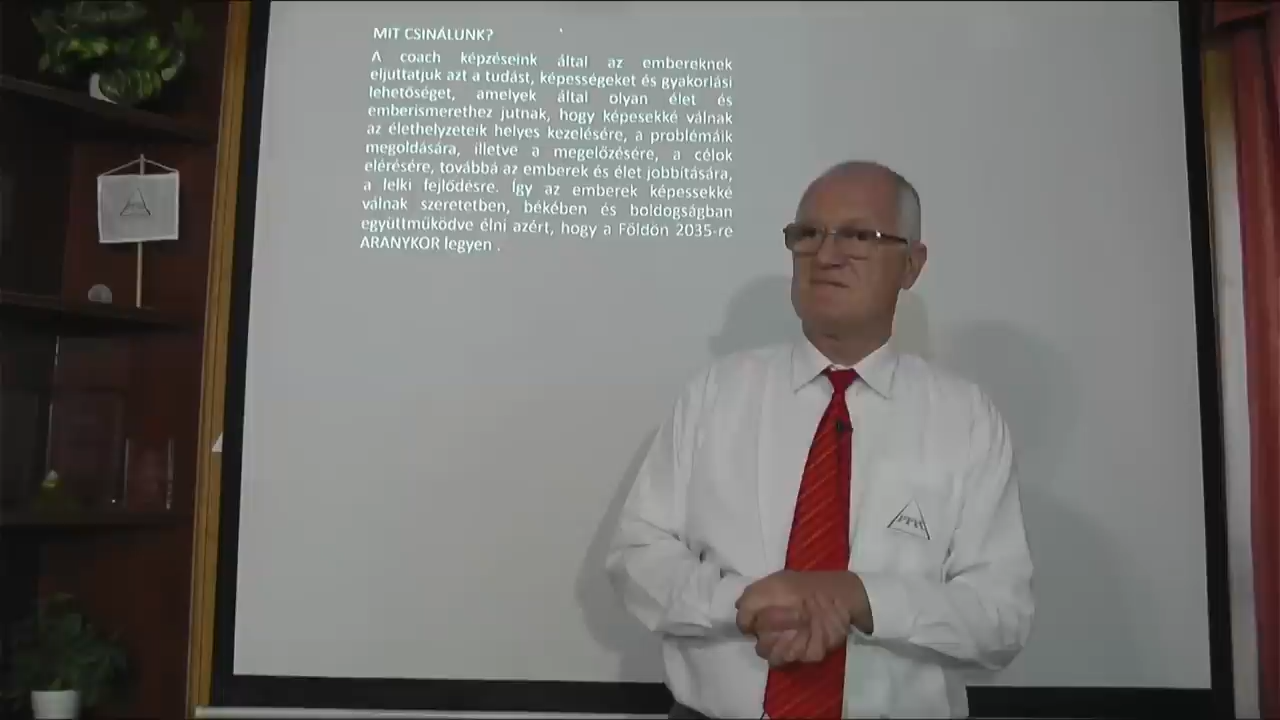 MIT CSINÁLUNK?
A coach képzéseink által az embereknek
eljuttatjuk azt a tudást, képességeket és gyakorlási
lehetőséget, amelyek által olyan élet és
emberismerethez jutnak, hogy képesekké válnak
az élethelyzeteik helyes kezelésére, a problémáik
megoldására, illetve a megelőzésére, a célok
elérésére, továbbá az emberek és élet jobbítására,
a lelki fejlődésre. Így az emberek képessekké
válnak szeretetben, békében és boldogságban
együttműködve élni azért, hogy a Földön 2035-re
ARANYKOR legyen .